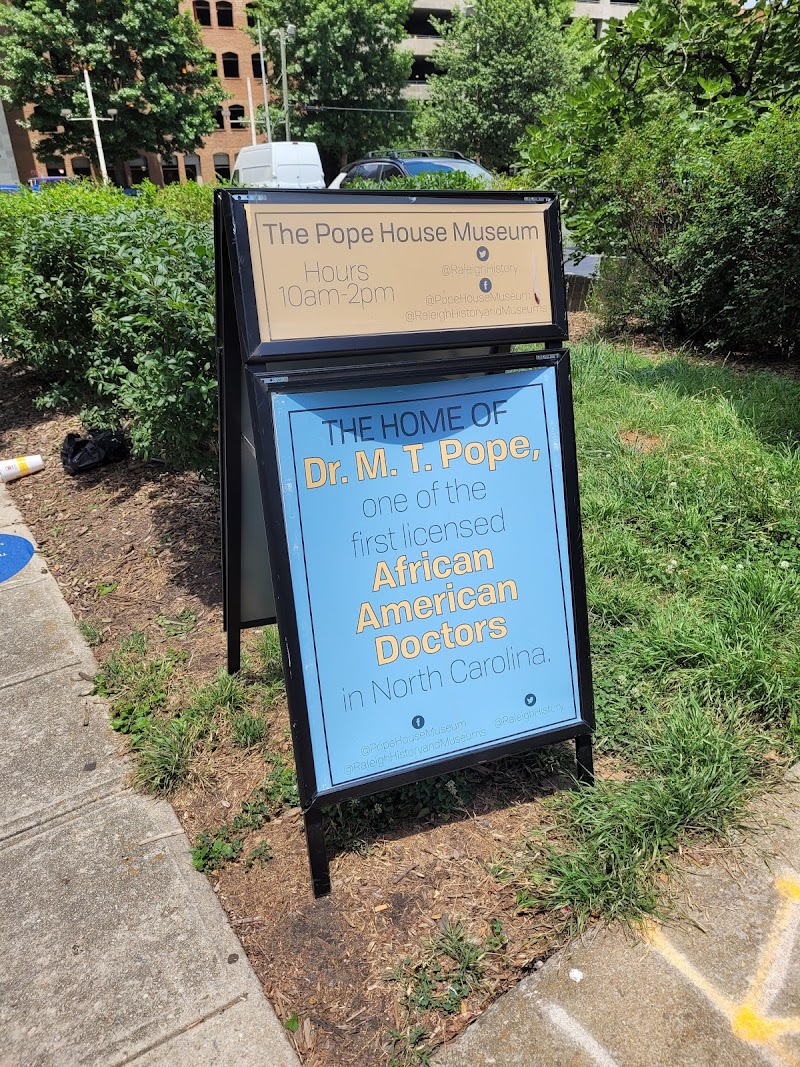 The Pope House Museum
Hours
10am-2pm
@RaleighHistory
@PopeHouseMuseum
@RaleighHistoryandMuseums
THE HOME OF
Dr. M. T. Pope,
one of the
first licensed
African
American
Doctors
in North Carolina.
@PopeHouseMuseum
@RaleighHistoryandMuseums
@RaleighHistory